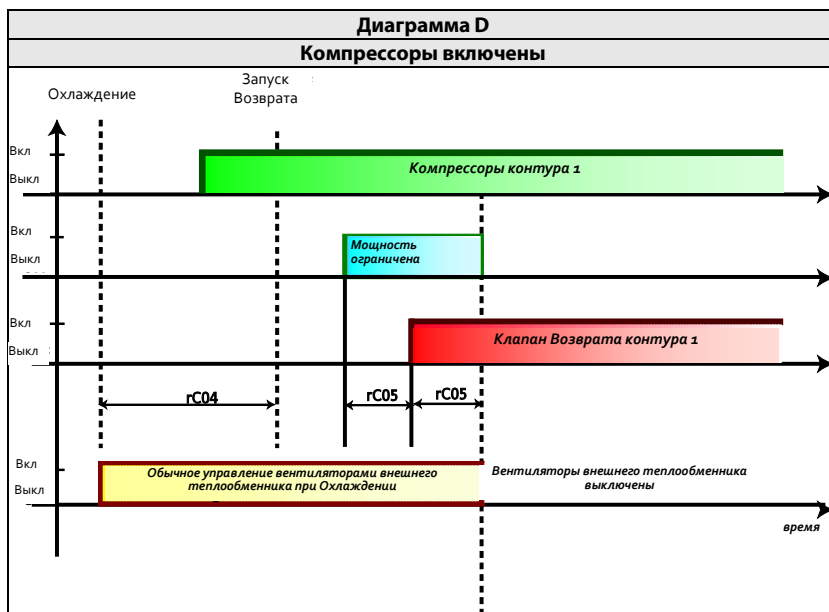 Диаграмма D
Компрессоры включены
Охлаждение
Запуск
Возврата
Вкл
Выкл
Компрессоры контура 1
Вкл
Выкл
Мощность
ограничена
Вкл
Выкл
Клапан Возврата контура 1
rC04
rC05
rC05
Вкл
Выкл
Обычное управление вентиляторами внешнего
теплообменника при Охлаждении
Вентиляторы внешнего теплообменника
выключены
время